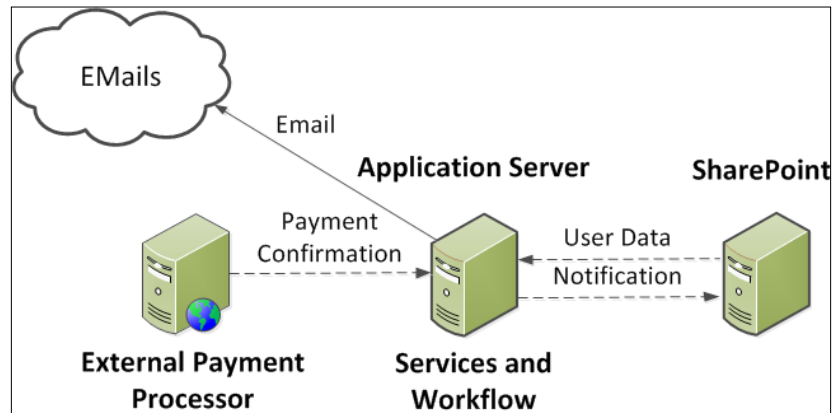 EMails
Email
Application Server
SharePoint
Payment
Confirmation
User Data
Notification
External Payment
Processor
Services and
Workflow